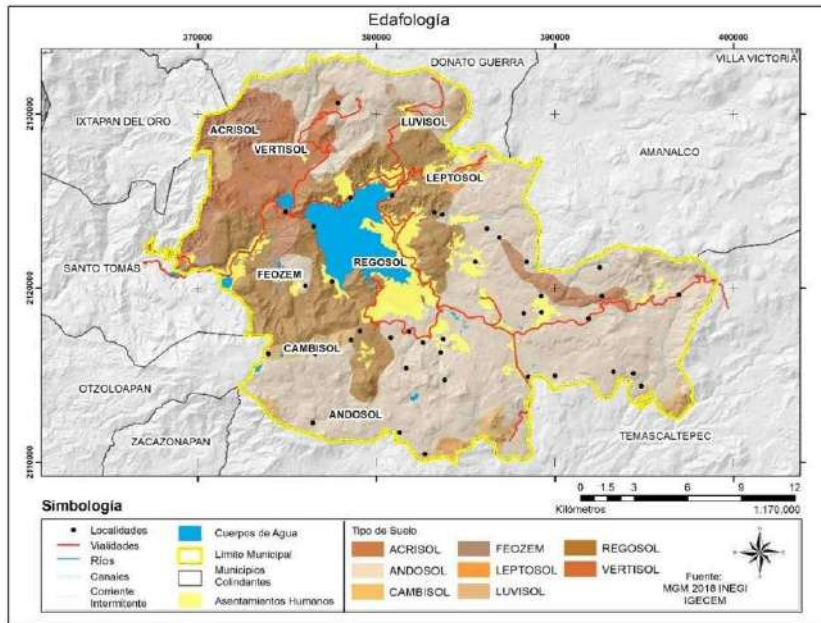 Edafología
370000 380000 390000 400000
DONATO GUERRA
VILLA VICTORIA
IXTAPAN DEL ORO
2130000
ACRISOL
LUVISOL
VERTISOL
AMANALCO
LEPTOSOL
SANTO TOMÁS
FEOZEM
REGOSOL
2120000
CAMBISOL
OTZOLOAPAN
ANDOSOL
ZACAZONAPAN
TEMASCALTEPEC
2110000
0 1.5 3 6 9 12
Kilómetros
1:170,000
Simbología
Localidades
Vialidades
Ríos
Canales
Corriente
Intermitente
Cuerpos de Agua
Límite Municipal
Municipios
Colindantes
Asentamientos Humanos
Tipo de Suelo
ACRISOL
ANDOSOL
CAMBISOL
FEOZEM
LEPTOSOL
LUVISOL
REGOSOL
VERTISOL
Fuente:
MGM 2018 INEGI
IGECEM